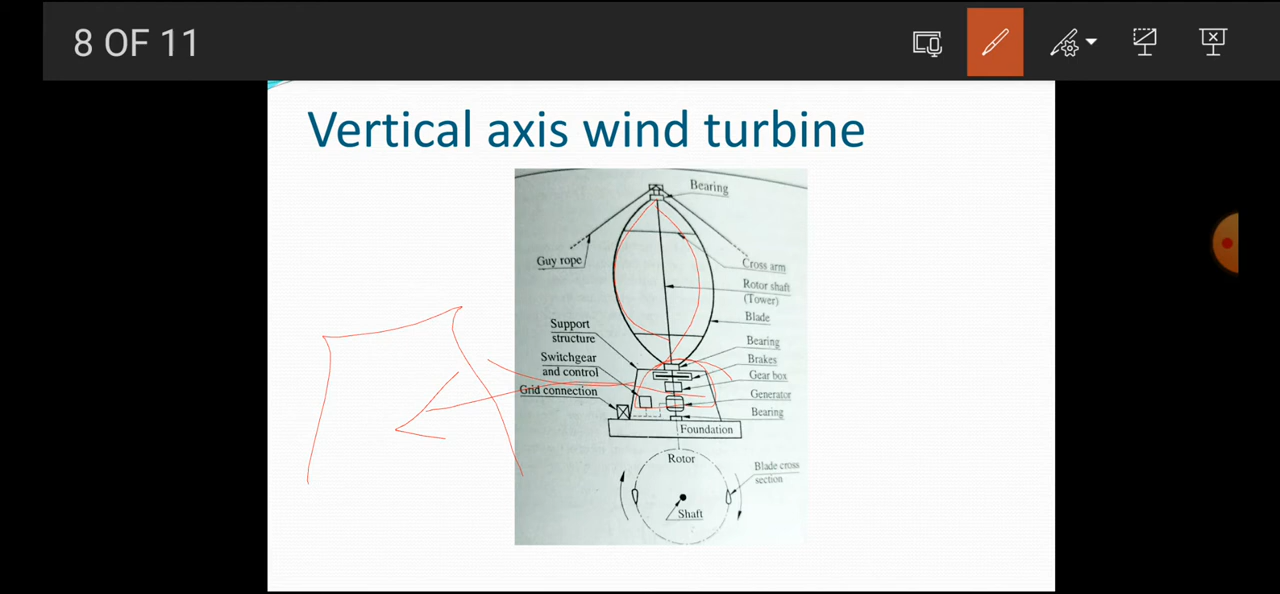 8 OF 11
Vertical axis wind turbine
Bearing
Guy rope
Cross arm
Rotor shaft
(Tower)
Blade
Support
structure
Bearing
Switchgear
and control
Brakes
Gear box
Grid connection
Generator
Bearing
Foundation
Rotor
Blade cross
section
Shaft